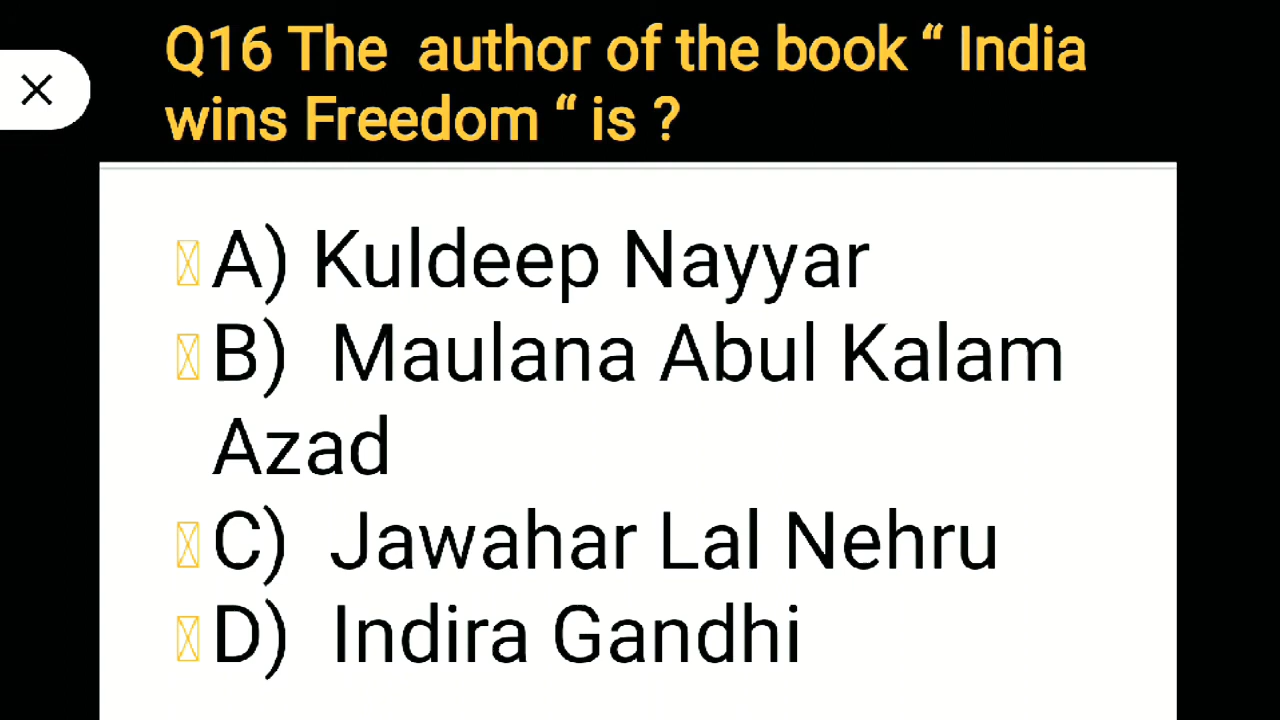 Q16 The author of the book “ India
wins Freedom “ is ?
A) Kuldeep Nayyar
B) Maulana Abul Kalam
Azad
C) Jawahar Lal Nehru
D) Indira Gandhi